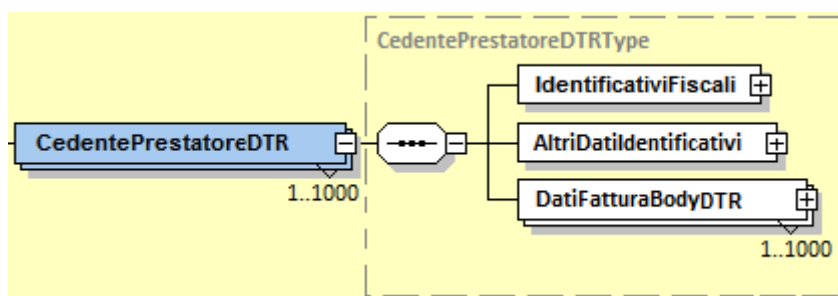 CedentePrestatoreDTRType
IdentificativiFiscali
CedentePrestatoreDTR
AltriDatiIdentificativi
1..1000
DatiFatturaBodyDTR
1..1000